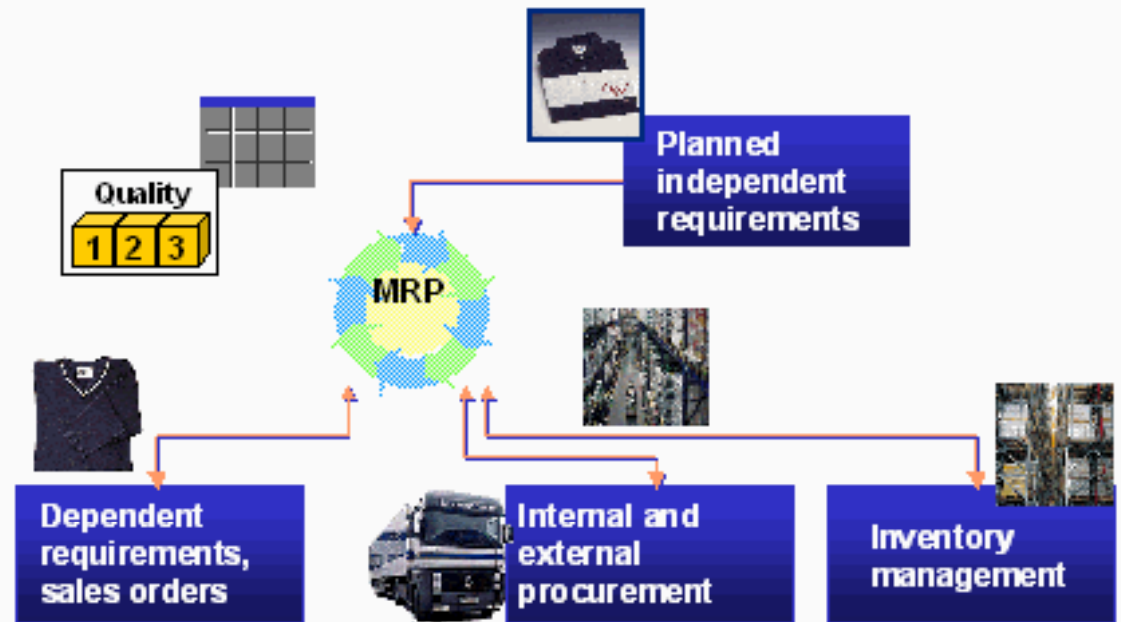 Planned
independent
requirements
Quality
1 2 3
MRP
Dependent
requirements,
sales orders
Internal and
external
procurement
Inventory
management